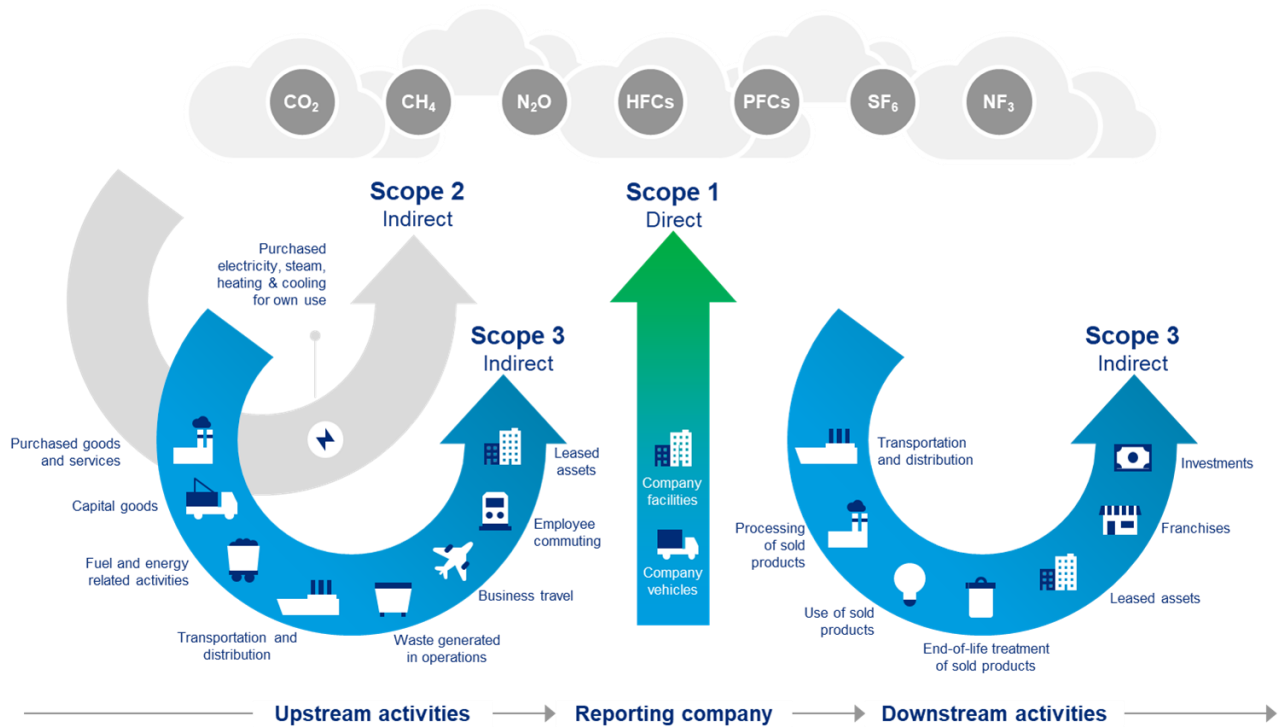 CO₂
CH₄
N₂O
HFCs
PFCs
SF₆
NF₃
Scope 2
Indirect
Purchased
electricity, steam,
heating & cooling
for own use
Scope 1
Direct
Scope 3
Indirect
Purchased goods
and services
Capital goods
Fuel and energy
related activities
Transportation and
distribution
Waste generated
in operations
Business travel
Employee
commuting
Leased
assets
Company
facilities
Company
vehicles
Scope 3
Indirect
Transportation
and distribution
Processing
of sold
products
Use of sold
products
End-of-life treatment
of sold products
Leased assets
Franchises
Investments
Upstream activities
Reporting company
Downstream activities